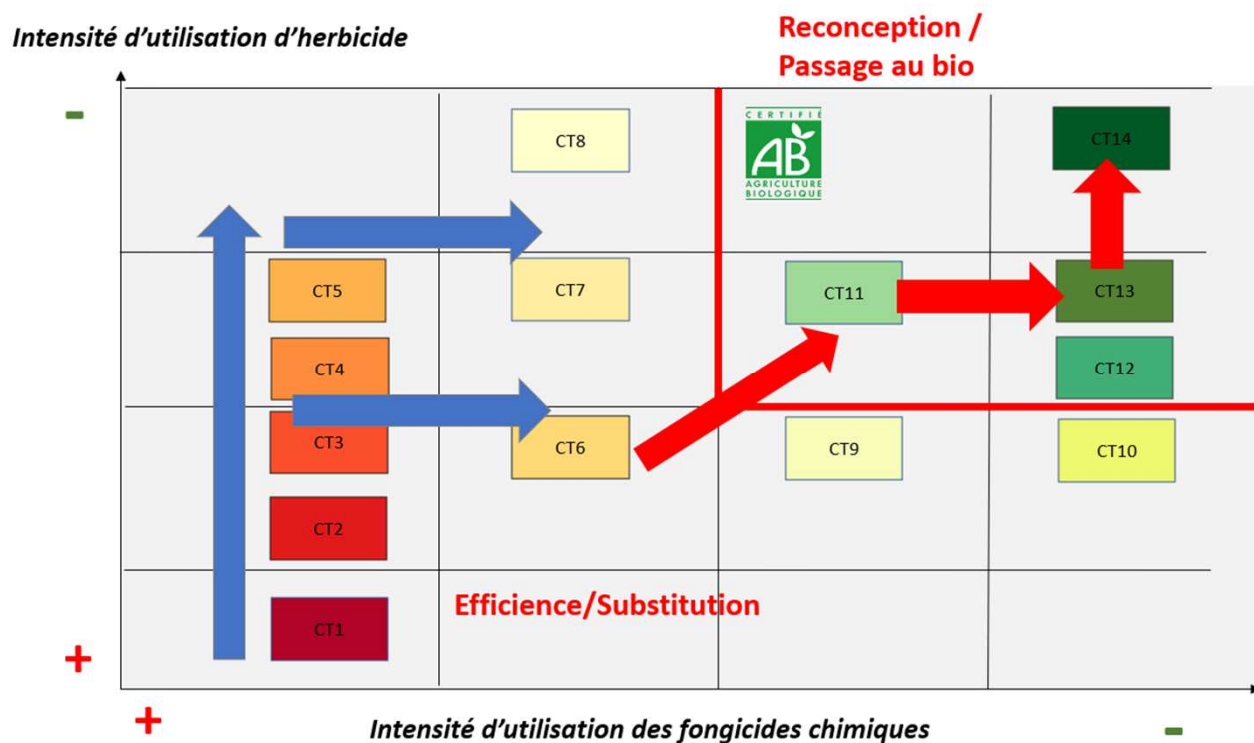 Intensité d'utilisation d'herbicide
Reconception /
Passage au bio
-
CERTIFIÉ
AB
AGRICULTURE
BIOLOGIQUE
CT8
CT14
CT5
CT7
CT11
CT13
CT4
CT12
CT3
CT6
CT9
CT10
CT2
Efficience/Substitution
CT1
+
+
Intensité d'utilisation des fongicides chimiques
-